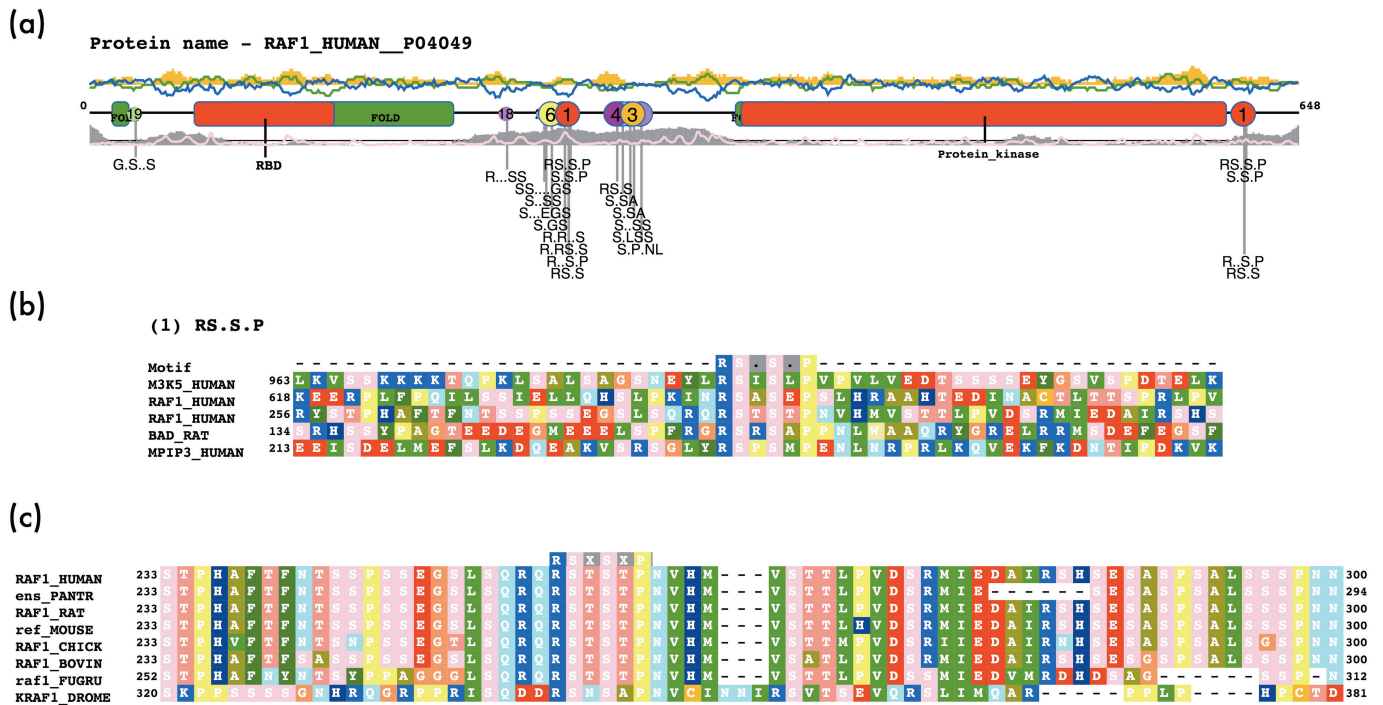 (a)
Protein name - RAF1_HUMAN__P04049
0 FOL 19 FOLD 18 6 1 4 3 1 648
RBD Protein_kinase
G.S..S
R...SS
RS.S.P
S.S.P
SS....GS
S..SS
S...EGS
S.GS
R.R..S
R.RS.S
R..S.P
RS.S
RS.S
S.SA
S.SA
S..SS
S.LSS
S.P.NL
RS.S.P
S.S.P
R..S.P
RS.S
(b)
(1) RS.S.P
Motif - - - - - - - - - - - - - - - - - - - - - - - - - R S . S . P - - - - - - - - - - - - - - - - - - - - - - - -
M3K5_HUMAN 963 L K V S S K K K K T Q P K L S A L S A G S N E Y L R S I S L P V P V L V E D T S S S S E Y G S V S P D T E L K
RAF1_HUMAN 618 K E E R P L F P Q I L S S I E L L Q H S L P K I N R S A S E P S L H R A A H T E D I N A C T L T T S P R L P V
RAF1_HUMAN 256 R Y S T P H A F T F N T S S P S S E G S L S Q R Q R S T S T P N V H M V S T T L P V D S R M I E D A I R S H S
BAD_RAT 134 S R H S S Y P A G T E E D E G M E E E L S P F R G R S R S A P P N L W A A Q R Y G R E L R R M S D E F E G S F
MPIP3_HUMAN 213 E E I S D E L M E F S L K D Q E A K V S R S G L Y R S P S M P E N L N R P R L K Q V E K F K D N T I P D K V K
(c)
R S X S X P
RAF1_HUMAN 233 S T P H A F T F N T S S P S S E G S L S Q R Q R S T S T P N V H M - - - V S T T L P V D S R M I E D A I R S H S E S A S P S A L S S S P N N 300
ens_PANTR 233 S T P H A F T F N T S S P S S E G S L S Q R Q R S T S T P N V H M - - - V S T T L P V D S R M I E - - - - - - S E S A S P S A L S S S P N N 294
RAF1_RAT 233 S T P H A F T F N T S S P S S E G S L S Q R Q R S T S T P N V H M - - - V S T T L P V D S R M I E D A I R S H S E S A S P S A L S S S P N N 300
ref_MOUSE 233 S T P H A F T F N T S S P S S E G S L S Q R Q R S T S T P N V H M - - - V S T T L H V D S R M I E D A I R S H S E S A S P S A L S S S P N N 300
RAF1_CHICK 233 S T P H V F T F N T S N P S S E G T L S Q R Q R S T S T P N V H M - - - V S T T M P V D S R M I E D A I R N H S E S A S P S A L S G S P N N 300
RAF1_BOVIN 233 S T P H A F T F S A S S P S S E G S L S Q R Q R S T S T P N V H M - - - V S A T L P V D S R M I E D A I R S H S E S G S P S A L S S S P N N 300
raf1_FUGRU 252 S T P H A F N Y N T S Y P P A G G G L S Q R Q R S T S T P N V H M - - - V S T T L P V D S R M I E D V M R D H D S A G - - - - - - S S P - N 312
KRAF1_DROME 320 S K P P S S S S G N H R Q G R P P R I S Q D D R S N S A P N V C I N N I R S V T S E V Q R S L I M Q A R - - - - - P P L P - - - - H P C T D 381